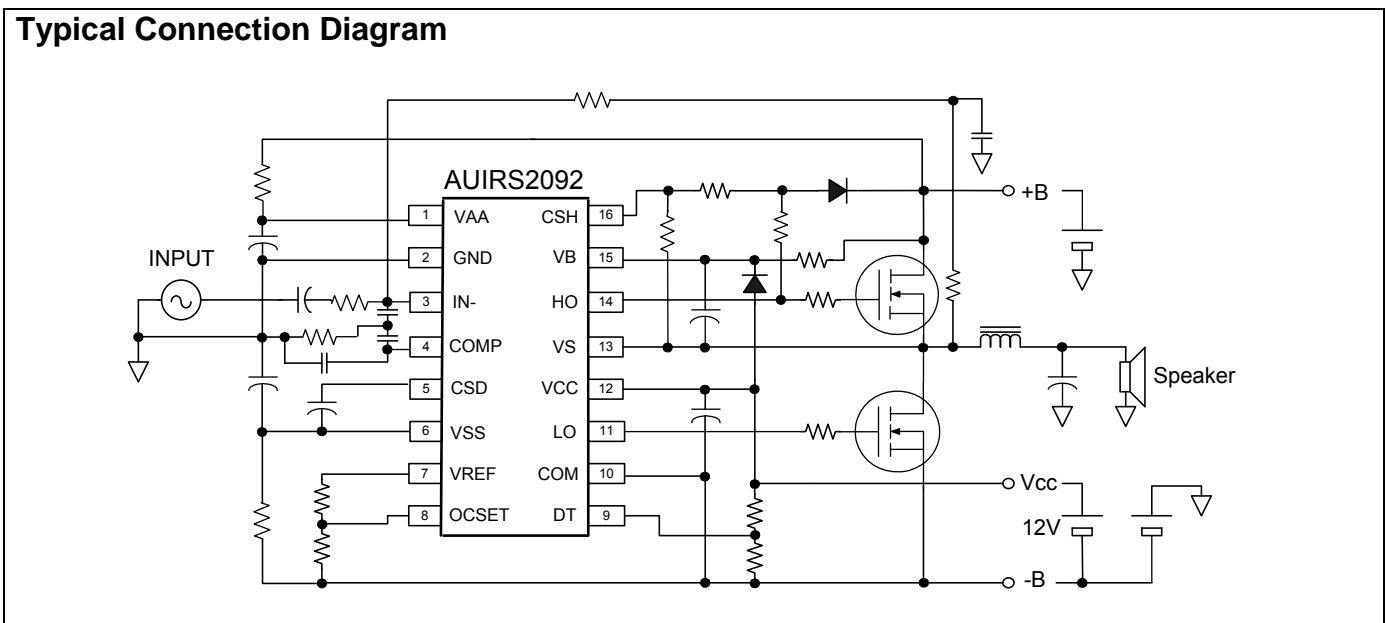 Typical Connection Diagram
AUIRS2092
INPUT
1 VAA CSH 16
2 GND VB 15
3 IN- HO 14
4 COMP VS 13
5 CSD VCC 12
6 VSS LO 11
7 VREF COM 10
8 OCSET DT 9
+B
Speaker
Vcc
12V
-B